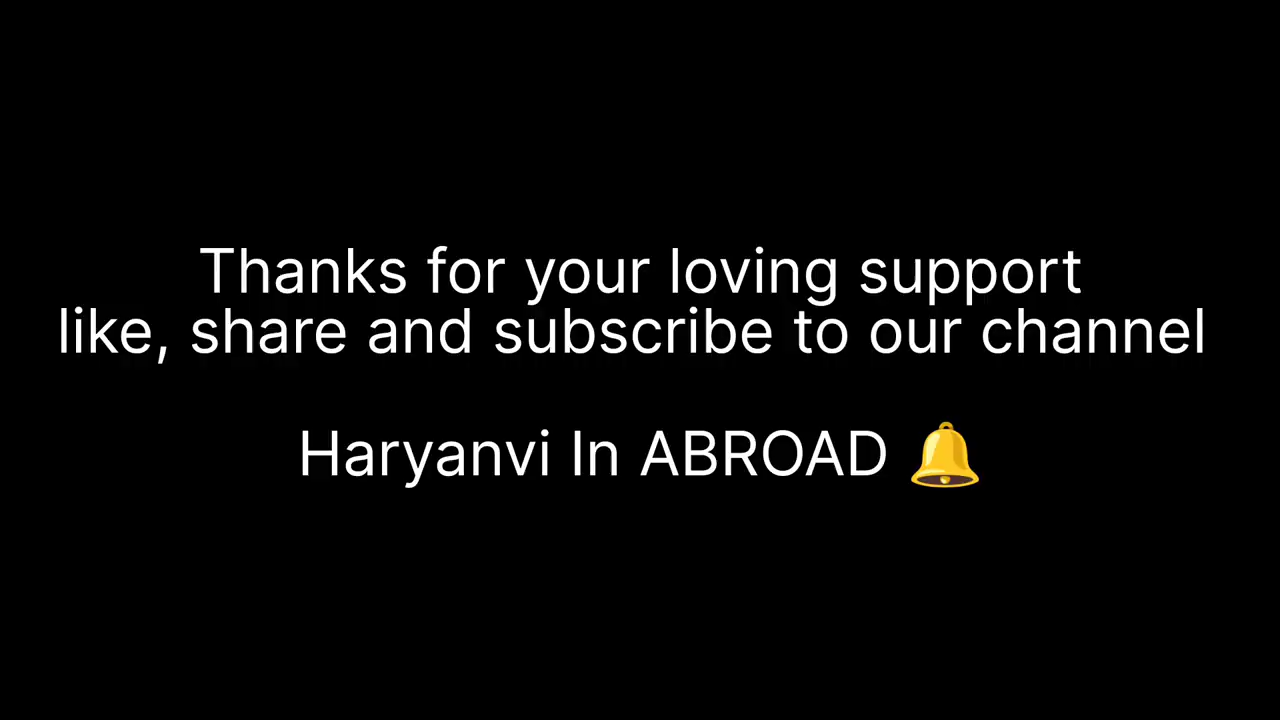 Thanks for your loving support
like, share and subscribe to our channel
Haryanvi In ABROAD 🔔